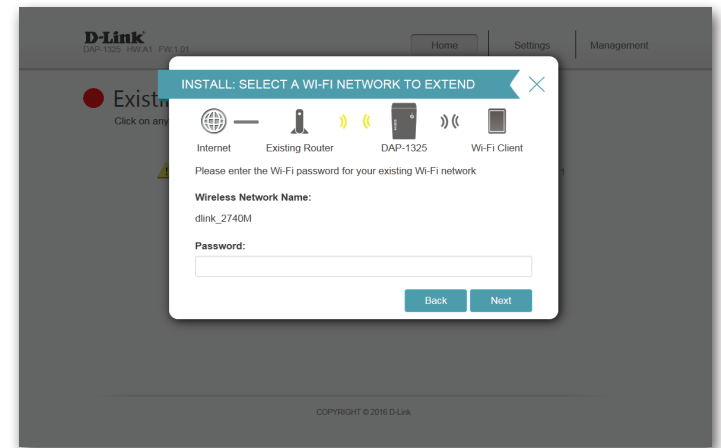 D-Link
DAP-1325 HW:A1 FW:1.01
Home
Settings
Management
Click on any
INSTALL: SELECT A WI-FI NETWORK TO EXTEND
Internet
Existing Router
DAP-1325
Wi-Fi Client
Please enter the Wi-Fi password for your existing Wi-Fi network
Wireless Network Name:
dlink_2740M
Password:
Back
Next
COPYRIGHT © 2016 D-Link